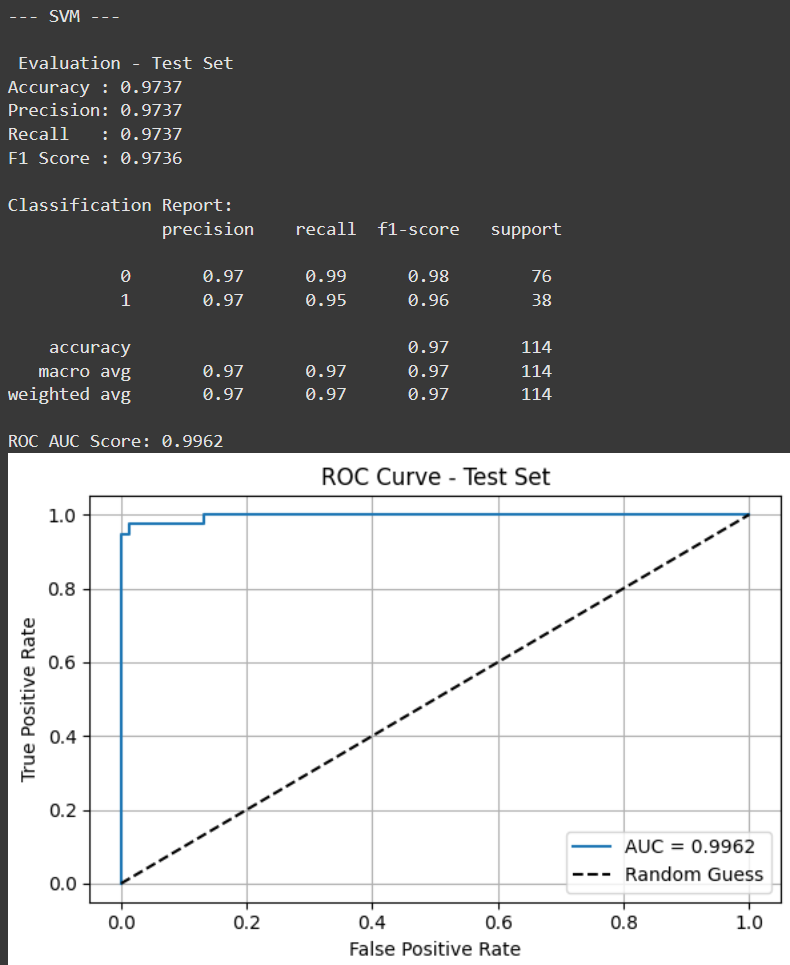 --- SVM ---
Evaluation - Test Set
Accuracy : 0.9737
Precision: 0.9737
Recall   : 0.9737
F1 Score : 0.9736
Classification Report:
precision    recall  f1-score   support
0       0.97      0.99      0.98        76
1       0.97      0.95      0.96        38
accuracy                           0.97       114
macro avg       0.97      0.97      0.97       114
weighted avg       0.97      0.97      0.97       114
ROC AUC Score: 0.9962
ROC Curve - Test Set
1.0
0.8
0.6
0.4
0.2
0.0
True Positive Rate
AUC = 0.9962
Random Guess
0.0 0.2 0.4 0.6 0.8 1.0
False Positive Rate